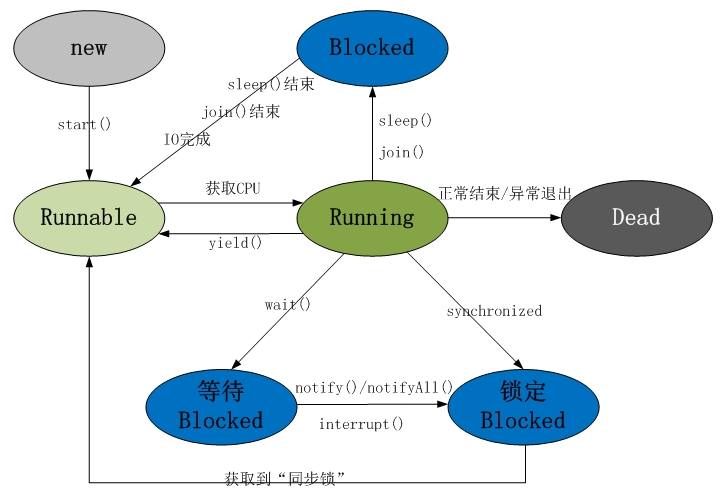 new
Blocked
sleep()结束
join()结束
IO完成
start()
sleep()
join()
Runnable
获取CPU
yield()
Running
正常结束/异常退出
Dead
wait()
synchronized
等待
Blocked
notify()/notifyAll()
interrupt()
锁定
Blocked
获取到“同步锁”